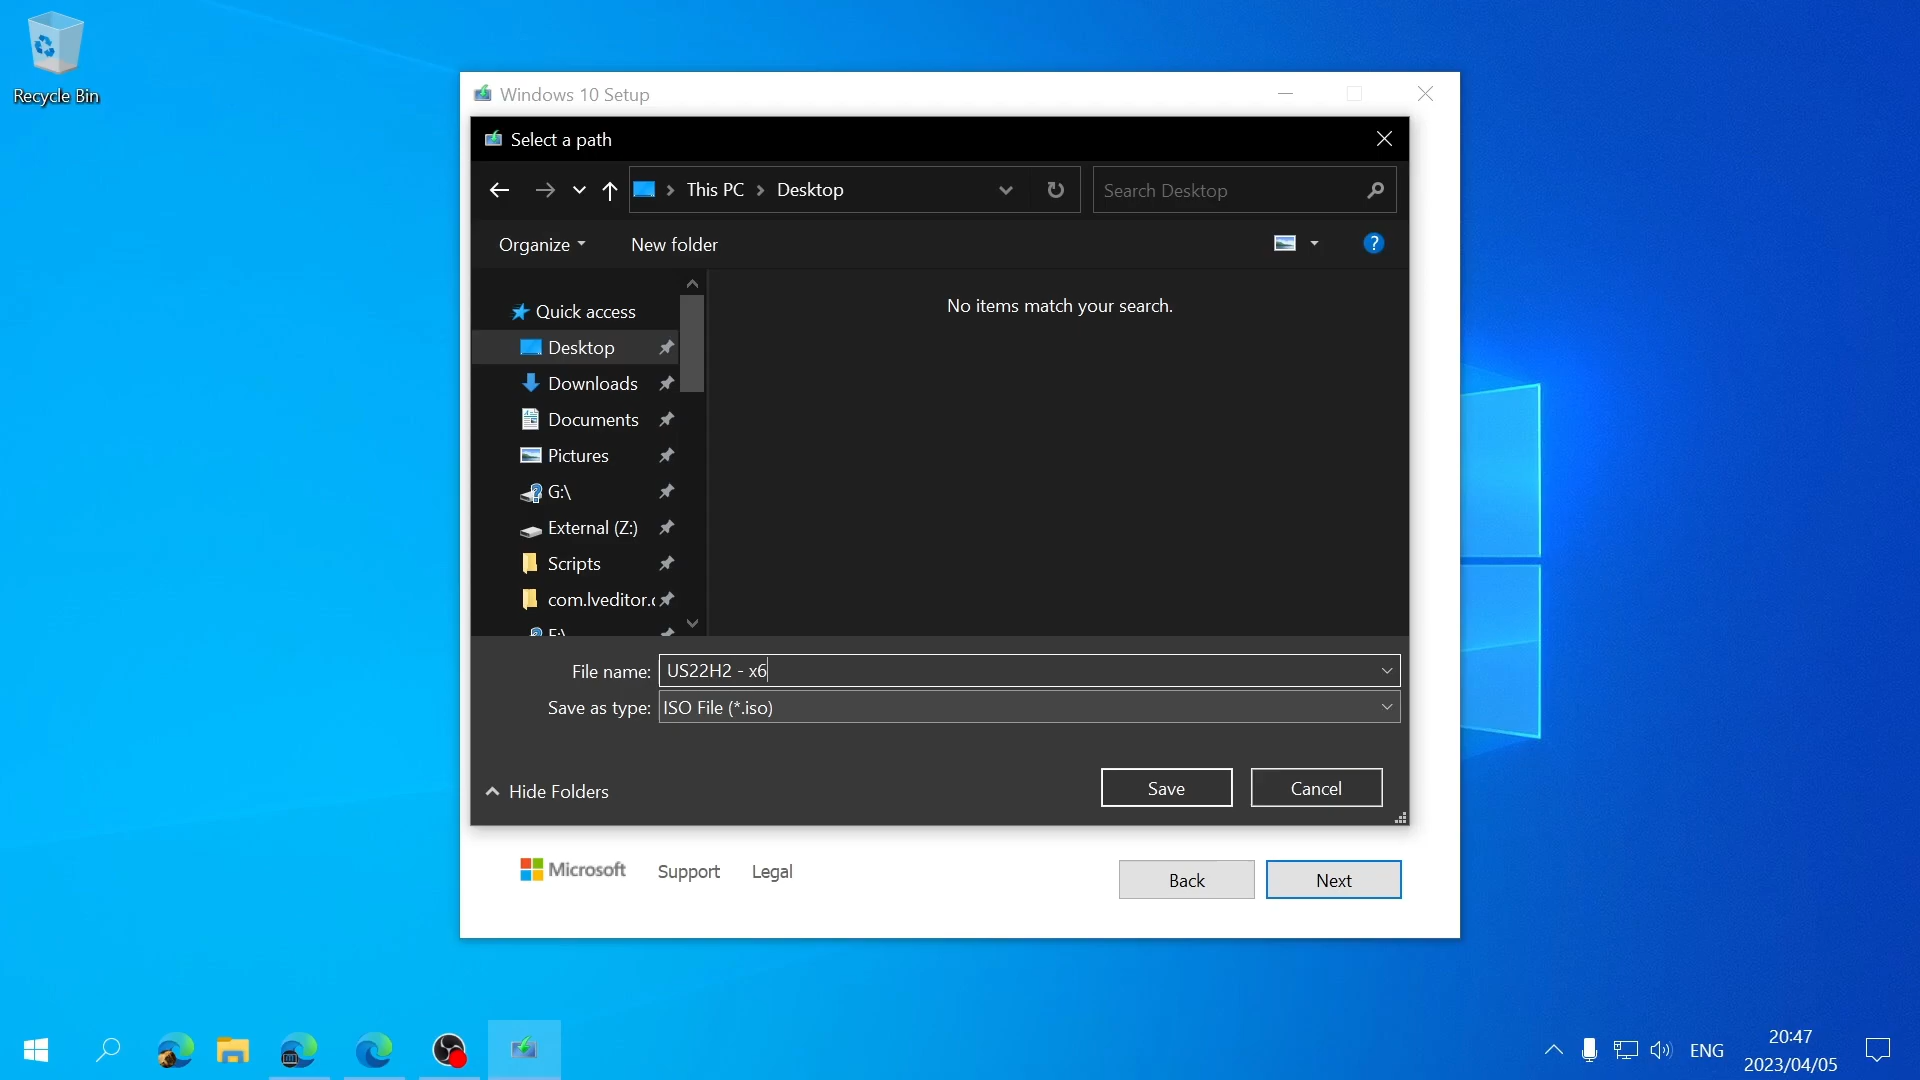 Recycle Bin
Windows 10 Setup
Select a path
This PC
Desktop
Search Desktop
Organize
New folder
?
No items match your search.
Quick access
Desktop
Downloads
Documents
Pictures
G:\
External (Z:)
Scripts
com.lveditor.
File name: US22H2 - x6
Save as type: ISO File (*.iso)
Hide Folders
Save
Cancel
Microsoft
Support
Legal
Back
Next
ENG
20:47
2023/04/05